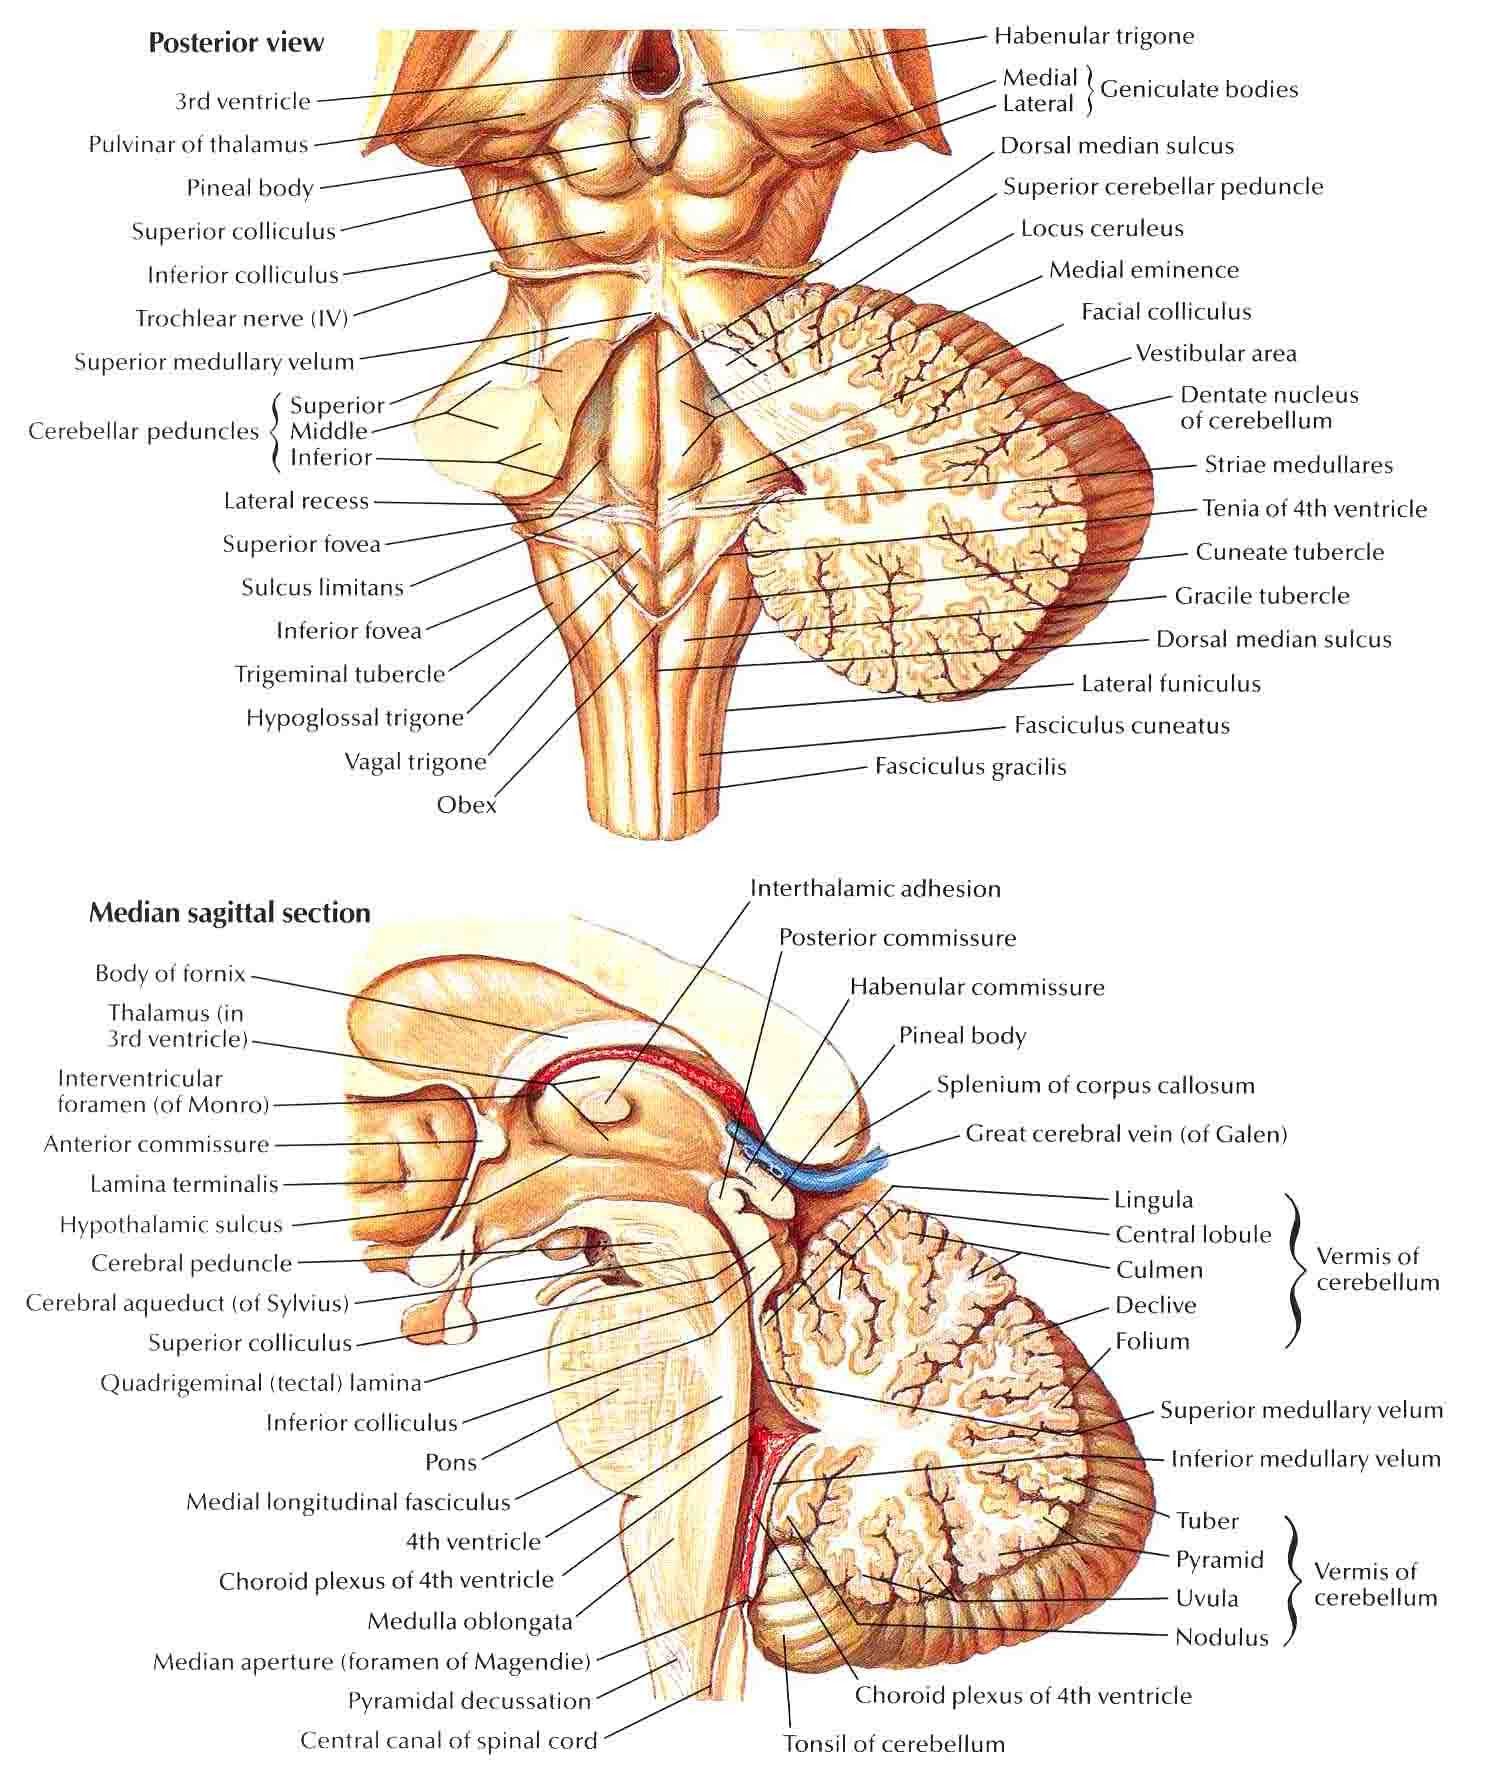 Posterior view
3rd ventricle
Pulvinar of thalamus
Pineal body
Superior colliculus
Inferior colliculus
Trochlear nerve (IV)
Superior medullary velum
Cerebellar peduncles
Superior
Middle
Inferior
Lateral recess
Superior fovea
Sulcus limitans
Inferior fovea
Trigeminal tubercle
Hypoglossal trigone
Vagal trigone
Obex
Habenular trigone
Medial
Lateral
Geniculate bodies
Dorsal median sulcus
Superior cerebellar peduncle
Locus ceruleus
Medial eminence
Facial colliculus
Vestibular area
Dentate nucleus
of cerebellum
Striae medullares
Tenia of 4th ventricle
Cuneate tubercle
Gracile tubercle
Dorsal median sulcus
Lateral funiculus
Fasciculus cuneatus
Fasciculus gracilis
Median sagittal section
Body of fornix
Thalamus (in
3rd ventricle)
Interventricular
foramen (of Monro)
Anterior commissure
Lamina terminalis
Hypothalamic sulcus
Cerebral peduncle
Cerebral aqueduct (of Sylvius)
Superior colliculus
Quadrigeminal (tectal) lamina
Inferior colliculus
Pons
Medial longitudinal fasciculus
4th ventricle
Choroid plexus of 4th ventricle
Medulla oblongata
Median aperture (foramen of Magendie)
Pyramidal decussation
Central canal of spinal cord
Interthalamic adhesion
Posterior commissure
Habenular commissure
Pineal body
Splenium of corpus callosum
Great cerebral vein (of Galen)
Lingula
Central lobule
Culmen
Declive
Folium
Vermis of
cerebellum
Superior medullary velum
Inferior medullary velum
Tuber
Pyramid
Uvula
Nodulus
Vermis of
cerebellum
Choroid plexus of 4th ventricle
Tonsil of cerebellum